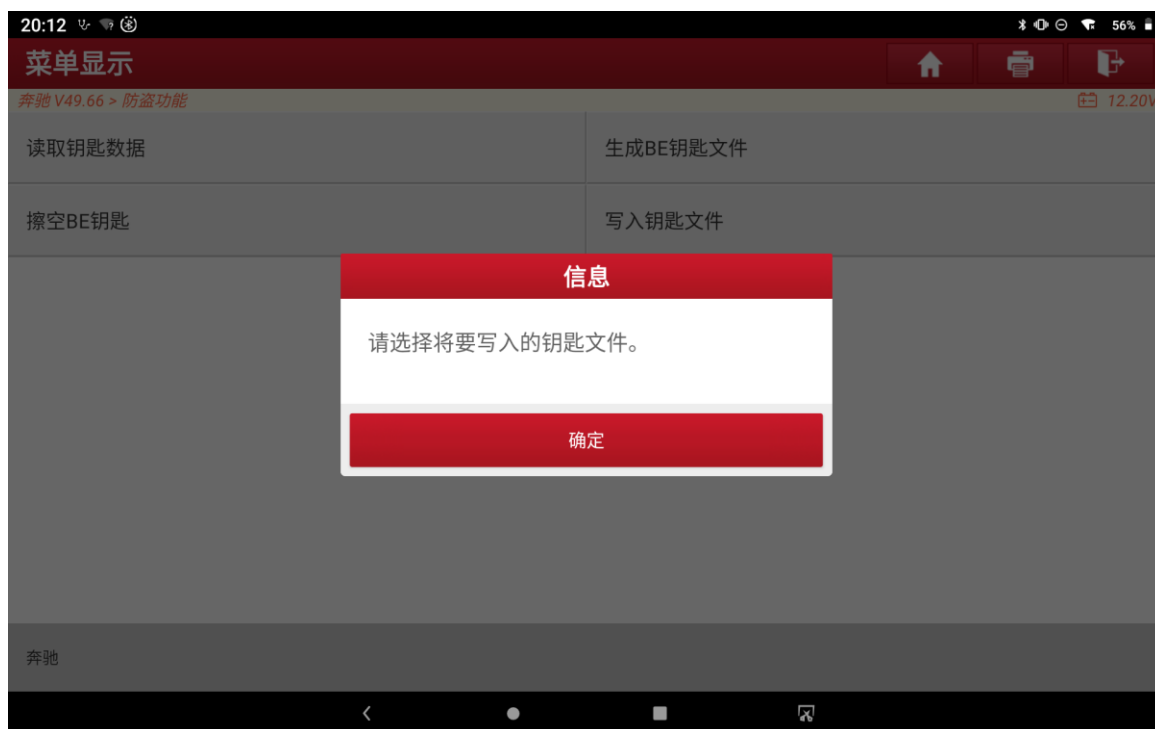 20:12
56%
菜单显示
奔驰 V49.66 > 防盗功能
12.20V
读取钥匙数据
生成BE钥匙文件
擦空BE钥匙
写入钥匙文件
信息
请选择将要写入的钥匙文件。
确定
奔驰